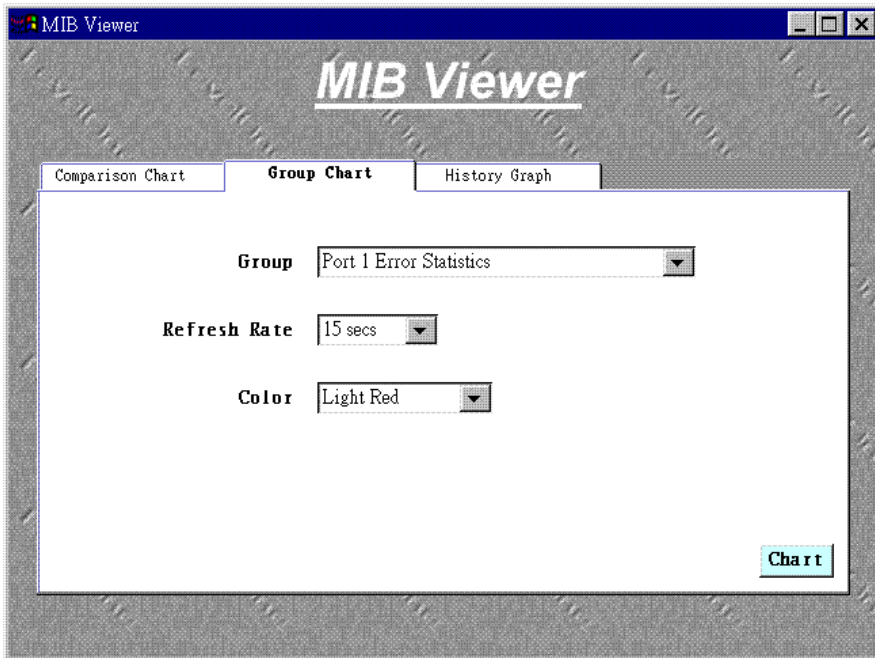 MIB Viewer
MIB Viewer
Comparison Chart
Group Chart
History Graph
Group
Port 1 Error Statistics
Refresh Rate
15 secs
Color
Light Red
Chart